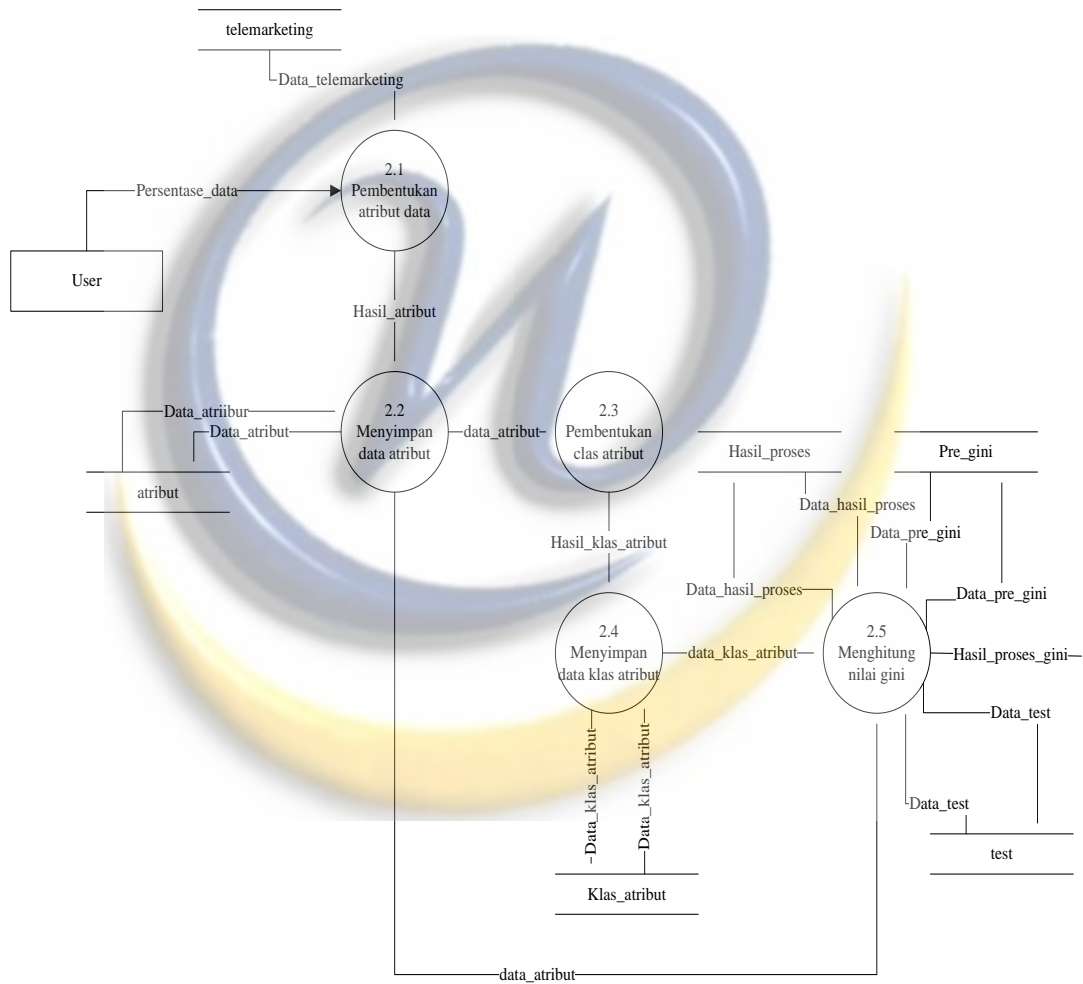 telemarketing
Data_telemarketing
2.1
Pembentukan
atribut data
Persentase_data
User
Hasil_atribut
2.2
Menyimpan
data atribut
Data_atriibur
Data_atribut
atribut
data_atribut
2.3
Pembentukan
clas atribut
Hasil_proses
Pre_gini
Data_hasil_proses
Data_pre_gini
Hasil_klas_atribut
Data_hasil_proses
Data_pre_gini
2.4
Menyimpan
data klas atribut
data_klas_atribut
2.5
Menghitung
nilai gini
Hasil_proses_gini
Data_test
Data_klas_atribut
Data_klas_atribut
Data_test
test
Klas_atribut
data_atribut